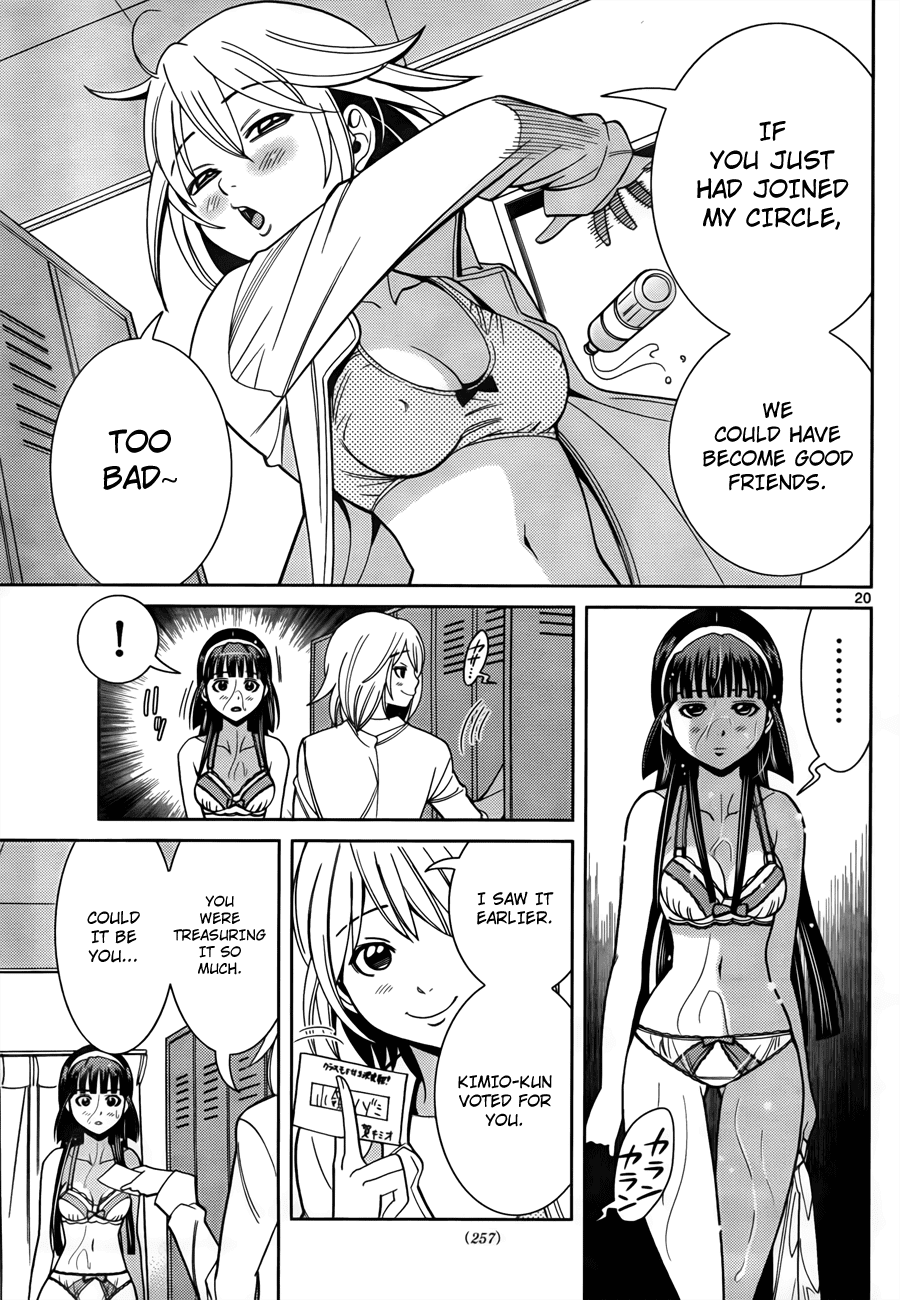 IF
YOU JUST
HAD JOINED
MY CIRCLE,
WE
COULD HAVE
BECOME GOOD
FRIENDS.
TOO
BAD~
20
.........
!
カラン
カラン
I SAW IT
EARLIER.
KIMIO-KUN
VOTED FOR
YOU.
YOU
WERE
TREASURING
IT SO
MUCH.
COULD
IT BE
YOU...
(257)